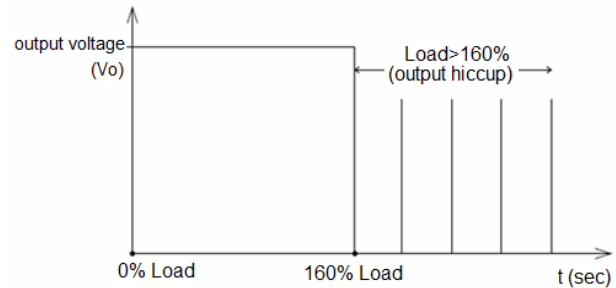 output voltage
(Vo)
Load>160%
(output hiccup)
0% Load
160% Load
t (sec)